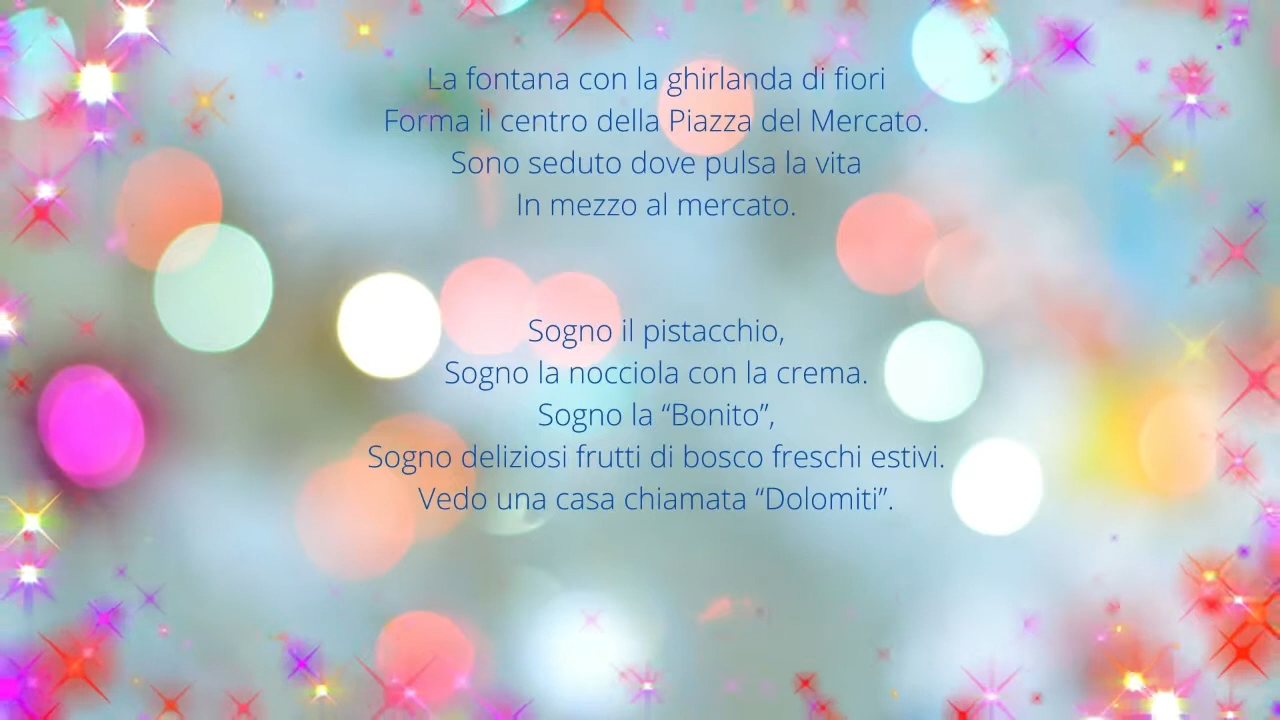 La fontana con la ghirlanda di fiori
Forma il centro della Piazza del Mercato.
Sono seduto dove pulsa la vita
In mezzo al mercato.
Sogno il pistacchio,
Sogno la nocciola con la crema.
Sogno la “Bonito”,
Sogno deliziosi frutti di bosco freschi estivi.
Vedo una casa chiamata “Dolomiti”.